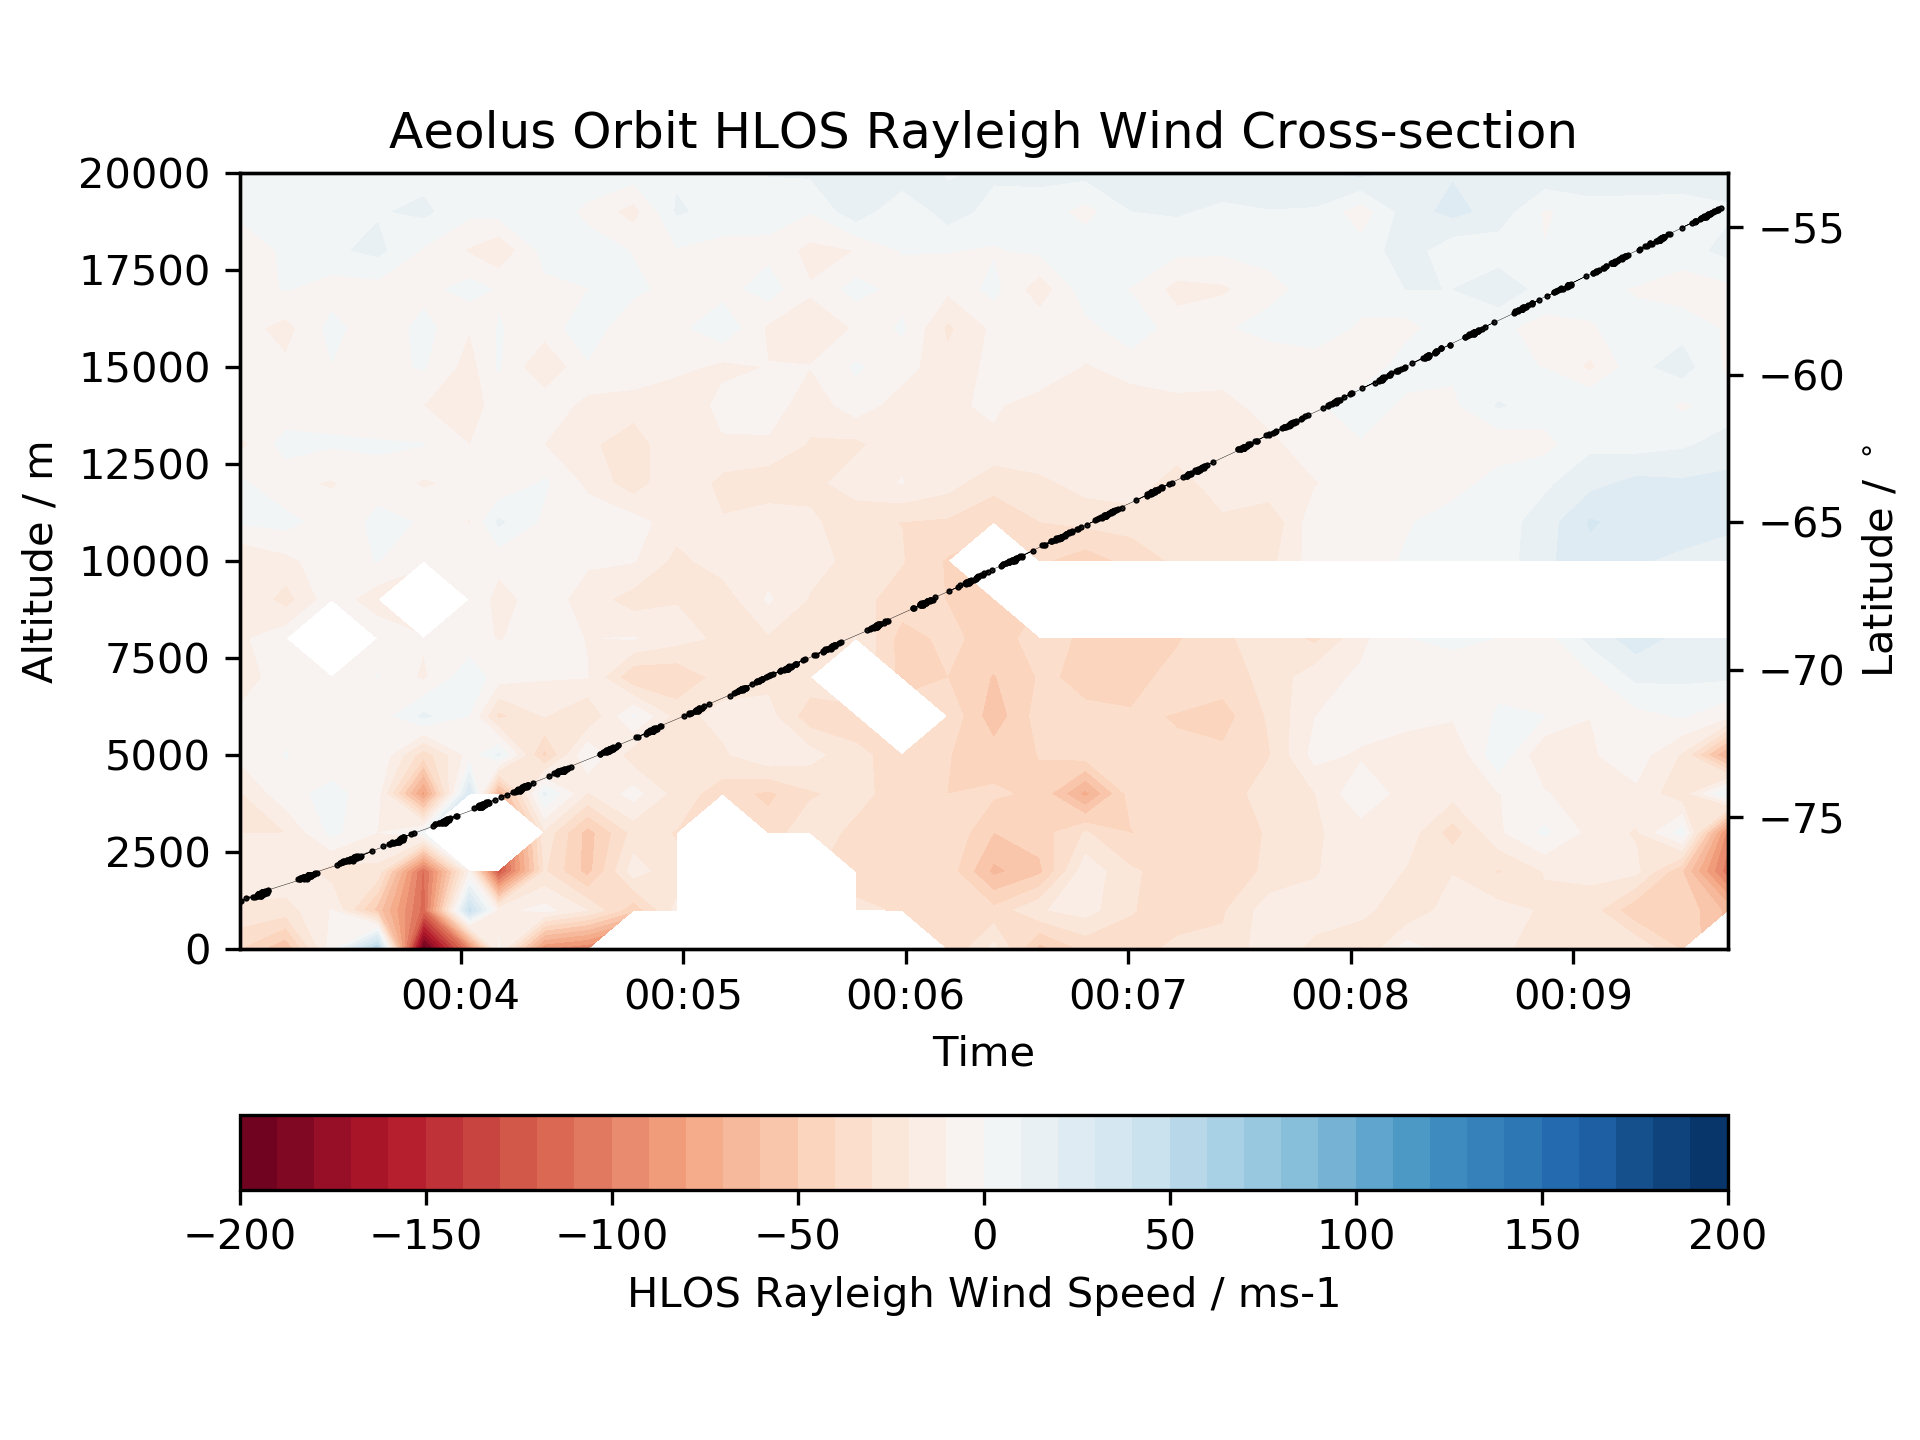 Aeolus Orbit HLOS Rayleigh Wind Cross-section
20000
17500
15000
12500
10000
7500
5000
2500
0
Altitude / m
−55
−60
−65
−70
−75
Latitude / °
00:04 00:05 00:06 00:07 00:08 00:09
Time
−200 −150 −100 −50 0 50 100 150 200
HLOS Rayleigh Wind Speed / ms-1